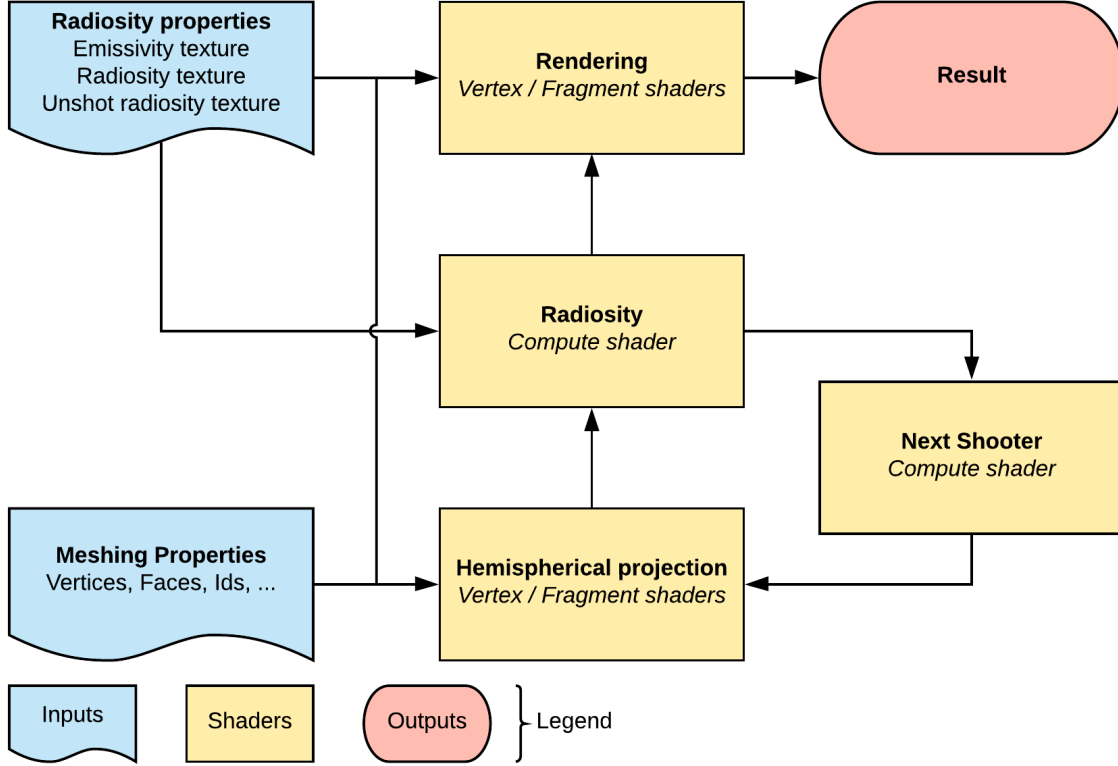 Radiosity properties
Emissivity texture
Radiosity texture
Unshot radiosity texture
Rendering
Vertex / Fragment shaders
Result
Radiosity
Compute shader
Next Shooter
Compute shader
Meshing Properties
Vertices, Faces, Ids, ...
Hemispherical projection
Vertex / Fragment shaders
Inputs
Shaders
Outputs
Legend